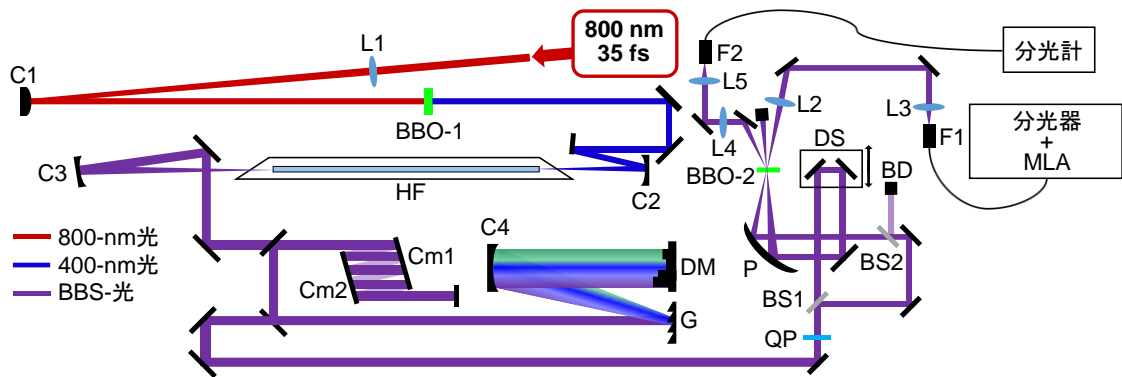 800 nm
35 fs
C1
L1
BBO-1
F2
分光計
L5
L2
L3
L4
F1
分光器
+
MLA
DS
BD
BBO-2
C3
HF
C2
P
BS2
BS1
QP
800-nm光
400-nm光
BBS-光
Cm1
Cm2
C4
DM
G